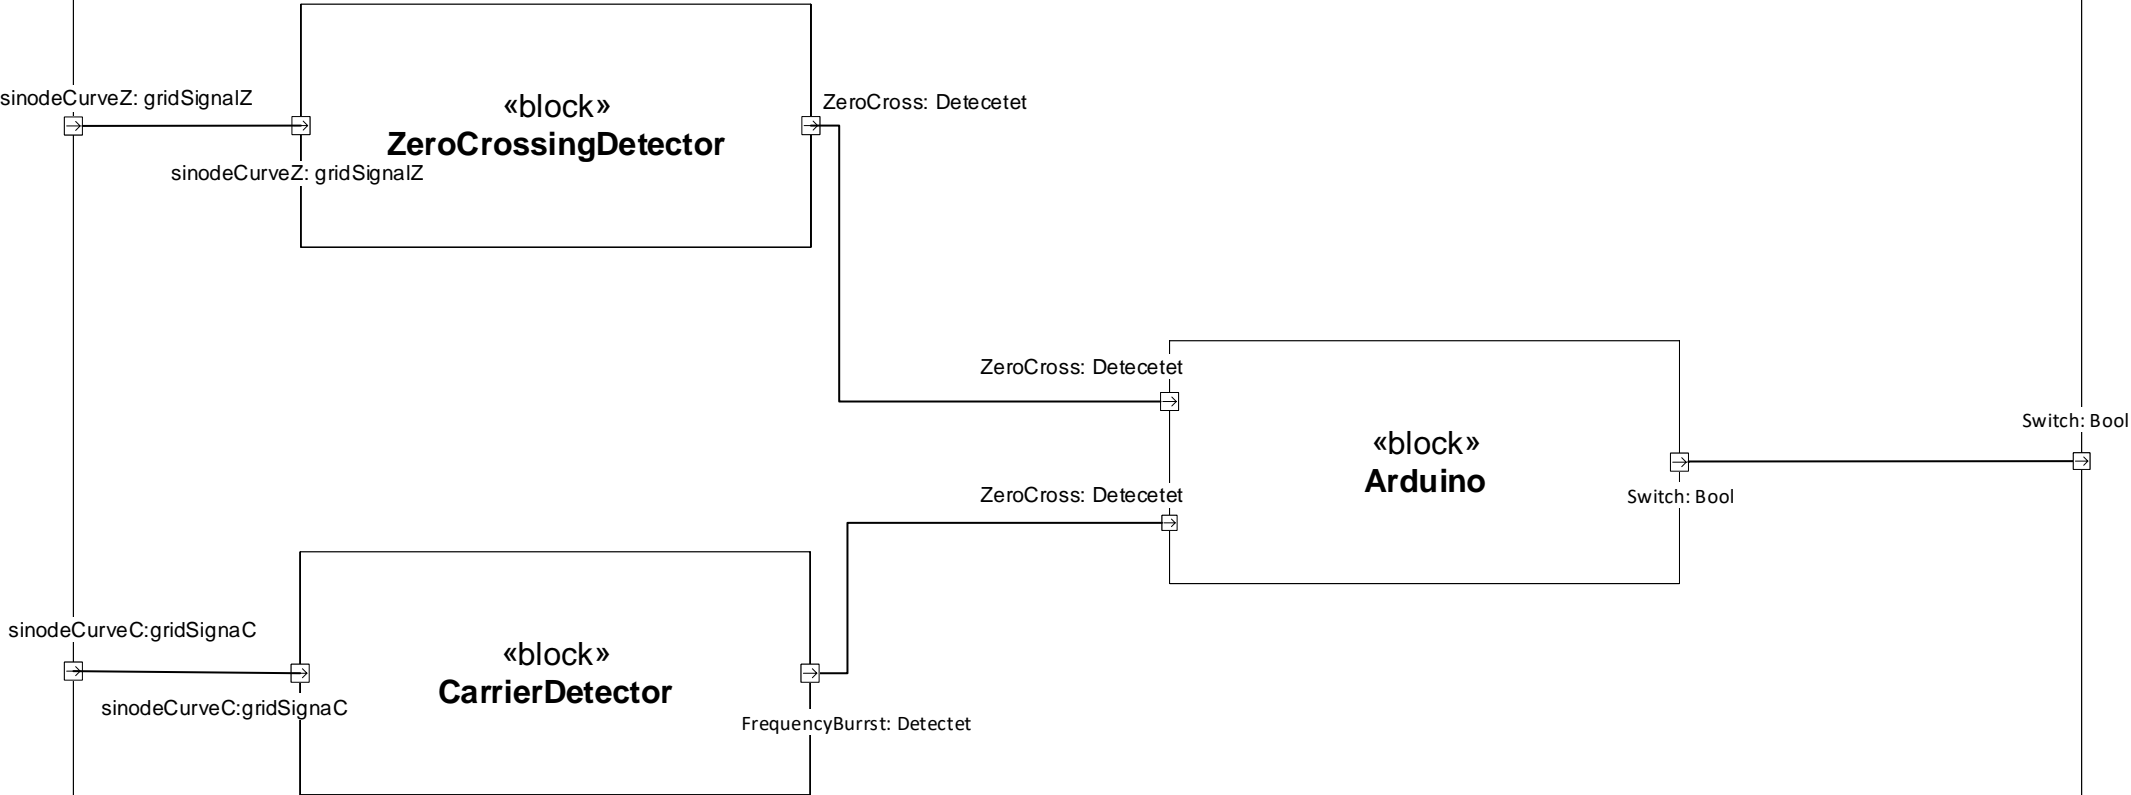 sinodeCurveZ: gridSignalZ
«block»
ZeroCrossingDetector
ZeroCross: Detecetet
sinodeCurveZ: gridSignalZ
ZeroCross: Detecetet
«block»
Arduino
Switch: Bool
ZeroCross: Detecetet
Switch: Bool
sinodeCurveC:gridSignaC
«block»
CarrierDetector
sinodeCurveC:gridSignaC
FrequencyBurrst: Detectet